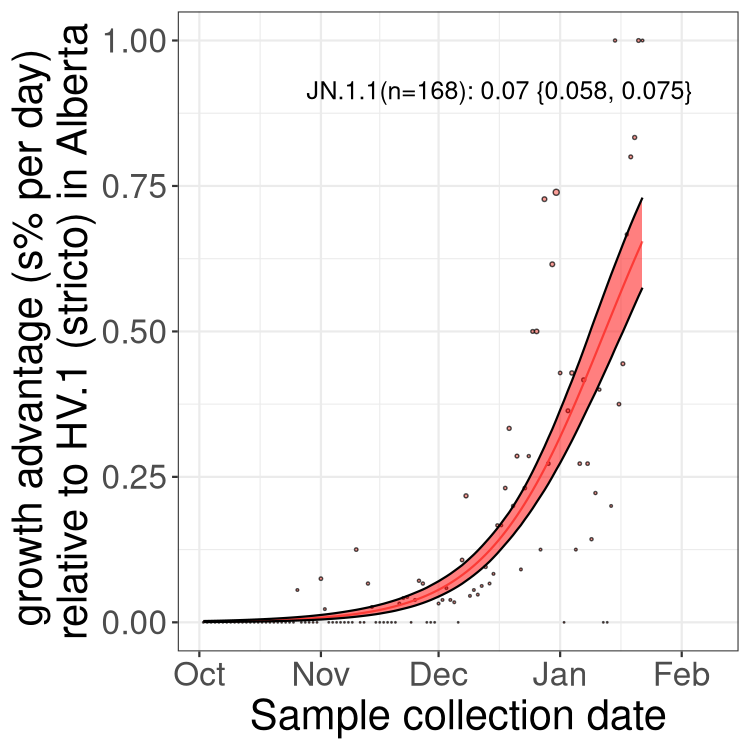 growth advantage (s% per day)
relative to HV.1 (stricto) in Alberta
1.00
0.75
0.50
0.25
0.00
JN.1.1(n=168): 0.07 {0.058, 0.075}
Oct Nov Dec Jan Feb
Sample collection date